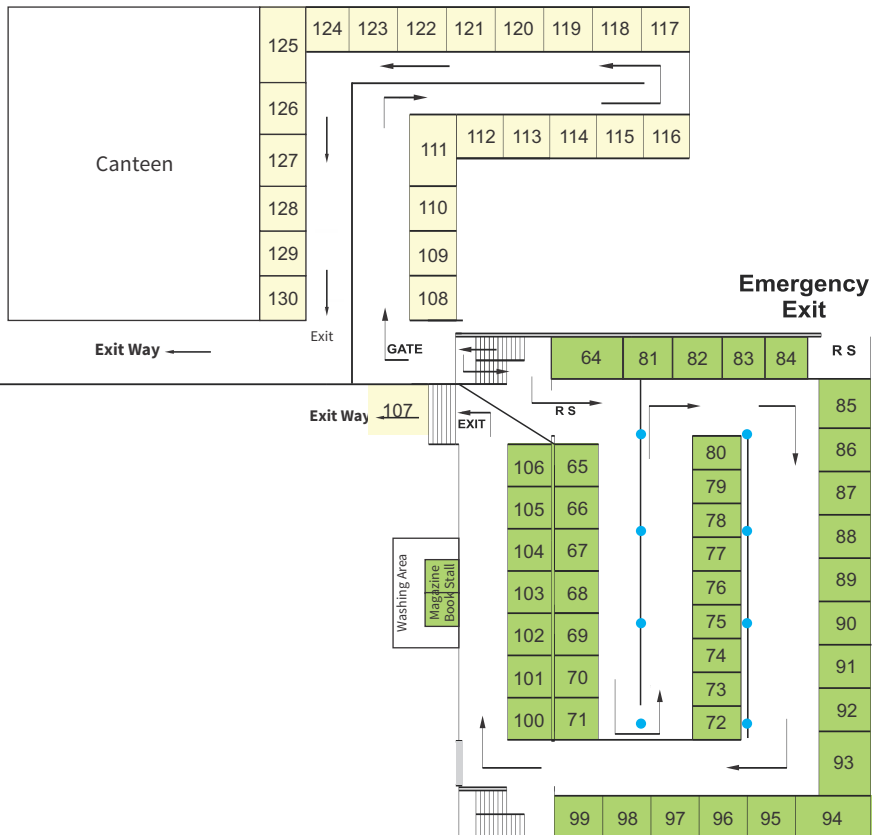 124 123 122 121 120 119 118 117
125
126
112 113 114 115 116
111
Canteen
127
128
110
129
109
130
108
Emergency
Exit
Exit
Exit Way
GATE
64 81 82 83 84
R S
85
R S
Exit Way
107
EXIT
86
106 65
80
79
87
105 66
78
88
104 67
77
Washing Area
Magazine
Book Stall
89
103 68
76
90
102 69
75
74
91
101 70
73
92
100 71
72
93
99 98 97 96 95 94